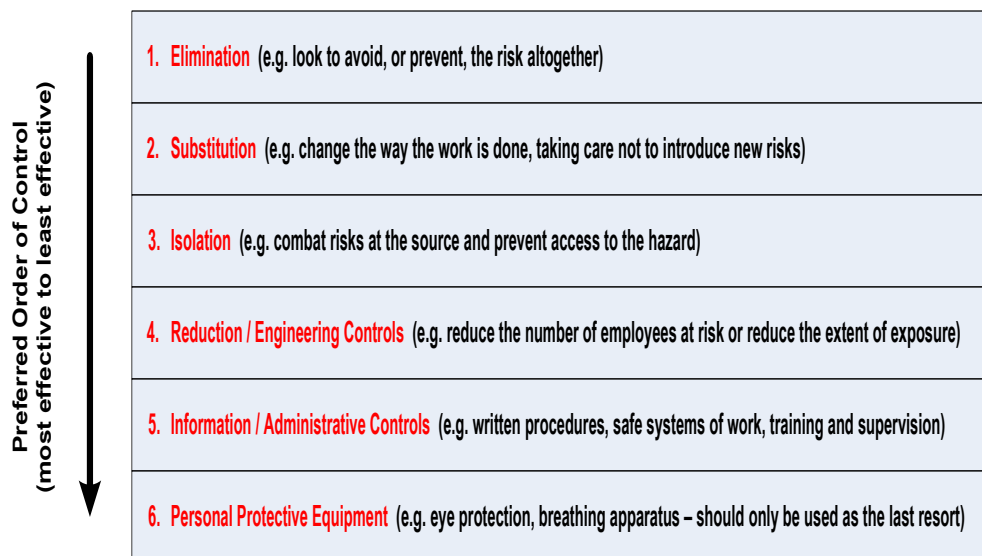 Preferred Order of Control
(most effective to least effective)
1. Elimination (e.g. look to avoid, or prevent, the risk altogether)
2. Substitution (e.g. change the way the work is done, taking care not to introduce new risks)
3. Isolation (e.g. combat risks at the source and prevent access to the hazard)
4. Reduction / Engineering Controls (e.g. reduce the number of employees at risk or reduce the extent of exposure)
5. Information / Administrative Controls (e.g. written procedures, safe systems of work, training and supervision)
6. Personal Protective Equipment (e.g. eye protection, breathing apparatus – should only be used as the last resort)